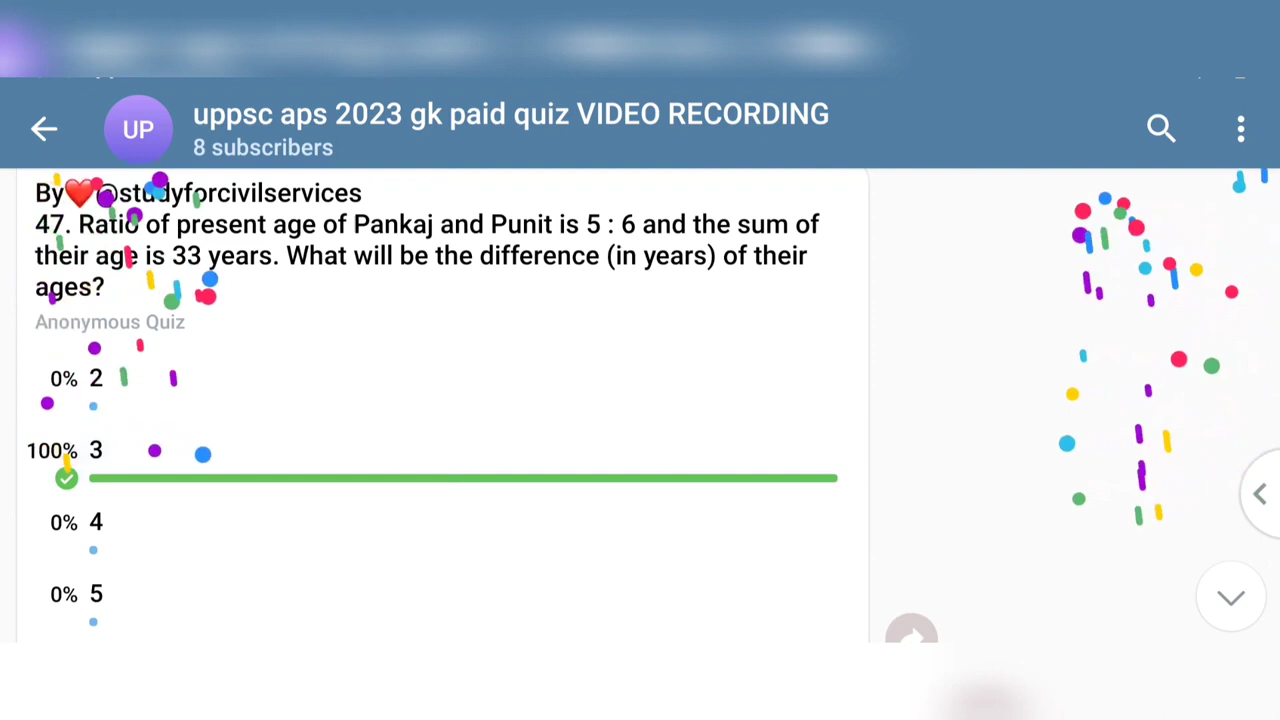 UP
uppsc aps 2023 gk paid quiz VIDEO RECORDING
8 subscribers
By❤️@studyforcivilservices
47. Ratio of present age of Pankaj and Punit is 5 : 6 and the sum of
their age is 33 years. What will be the difference (in years) of their
ages?
Anonymous Quiz
0% 2
100% 3
0% 4
0% 5